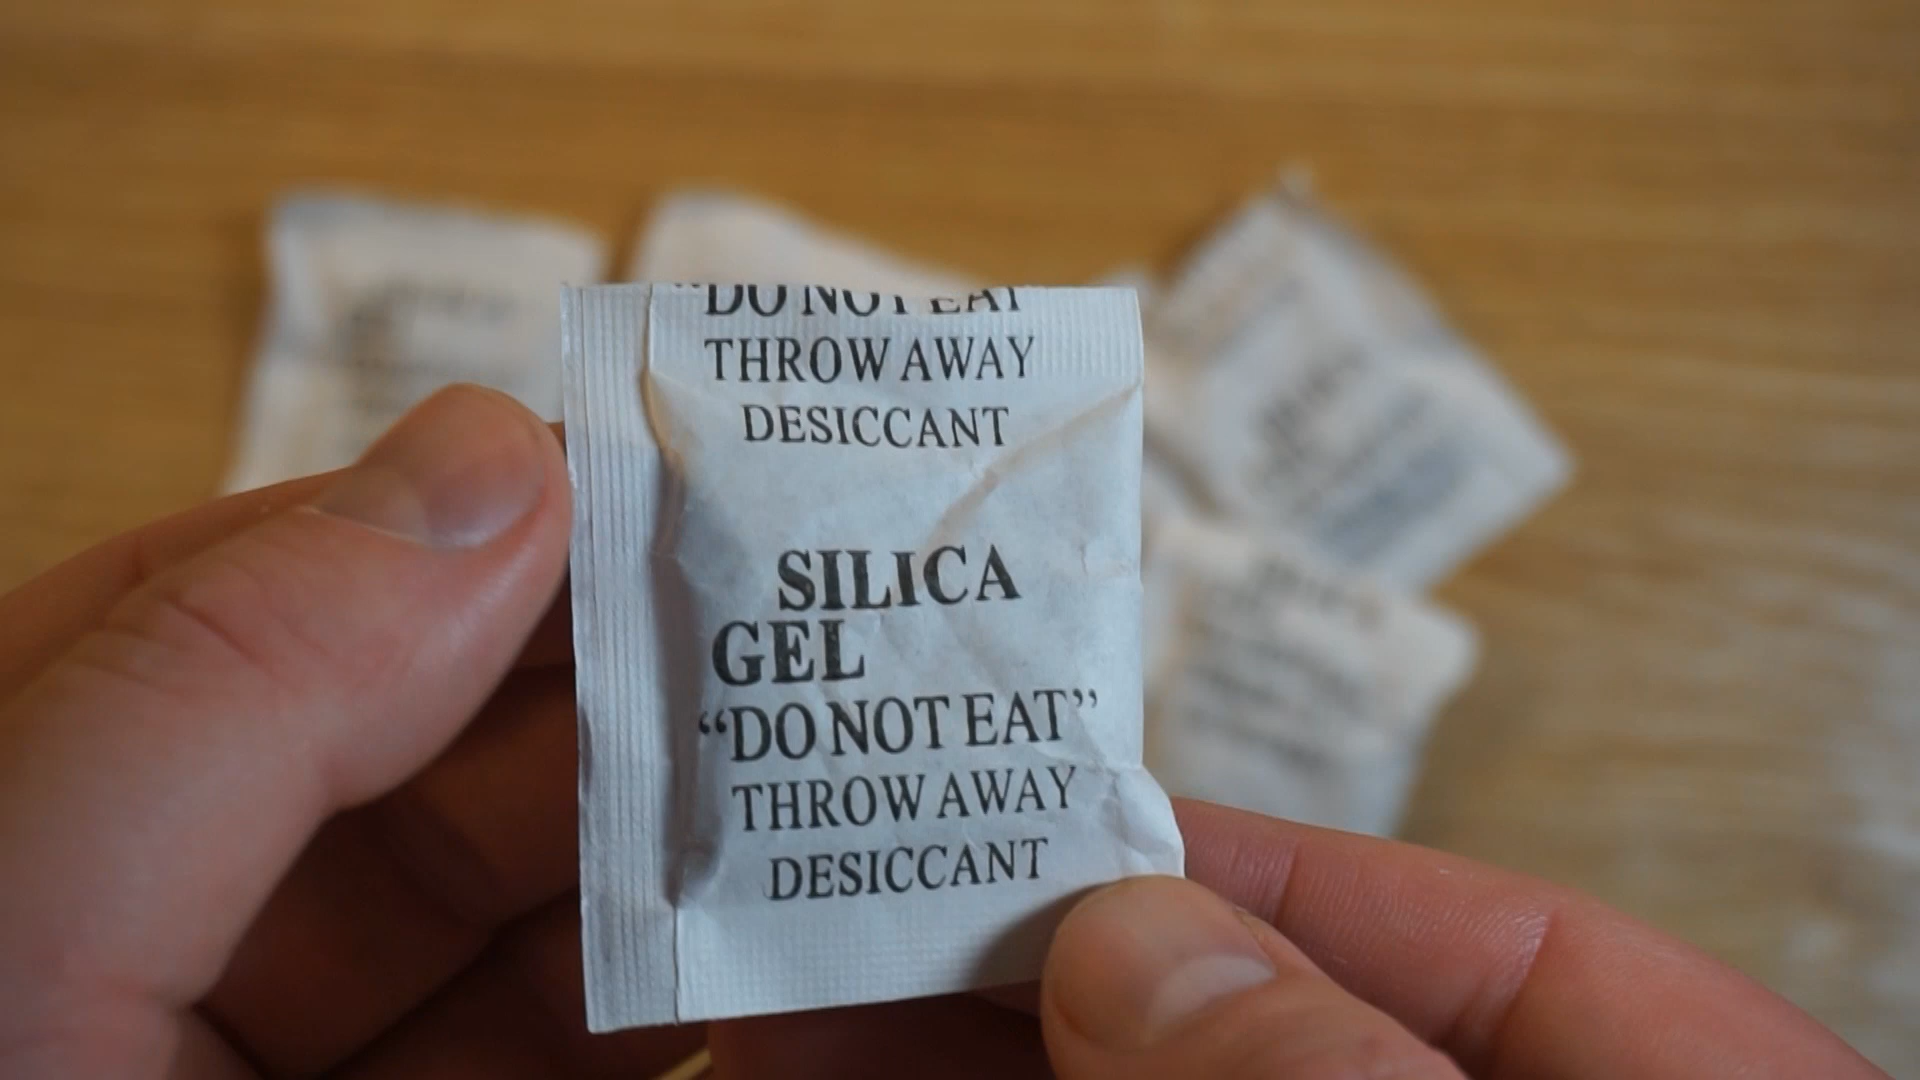 "DO NOT EAT
THROW AWAY
DESICCANT
SILICA
GEL
“DO NOT EAT”
THROW AWAY
DESICCANT